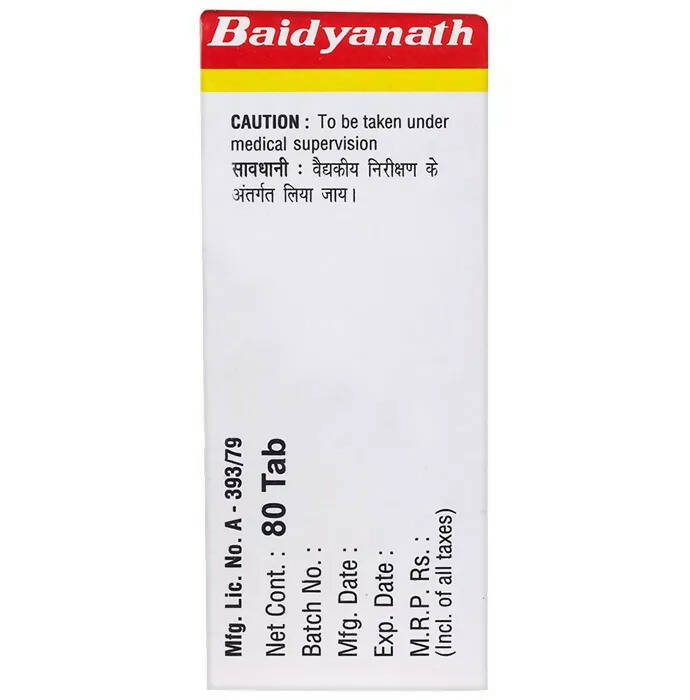 Baidyanath
CAUTION : To be taken under
medical supervision
सावधानी : वैद्यकीय निरीक्षण के
अंतर्गत लिया जाय।
Mfg. Lic. No. A - 393/79
Net Cont. : 80 Tab
Batch No. :
Mfg. Date :
Exp. Date :
M.R.P. Rs. :
(Incl. of all taxes)